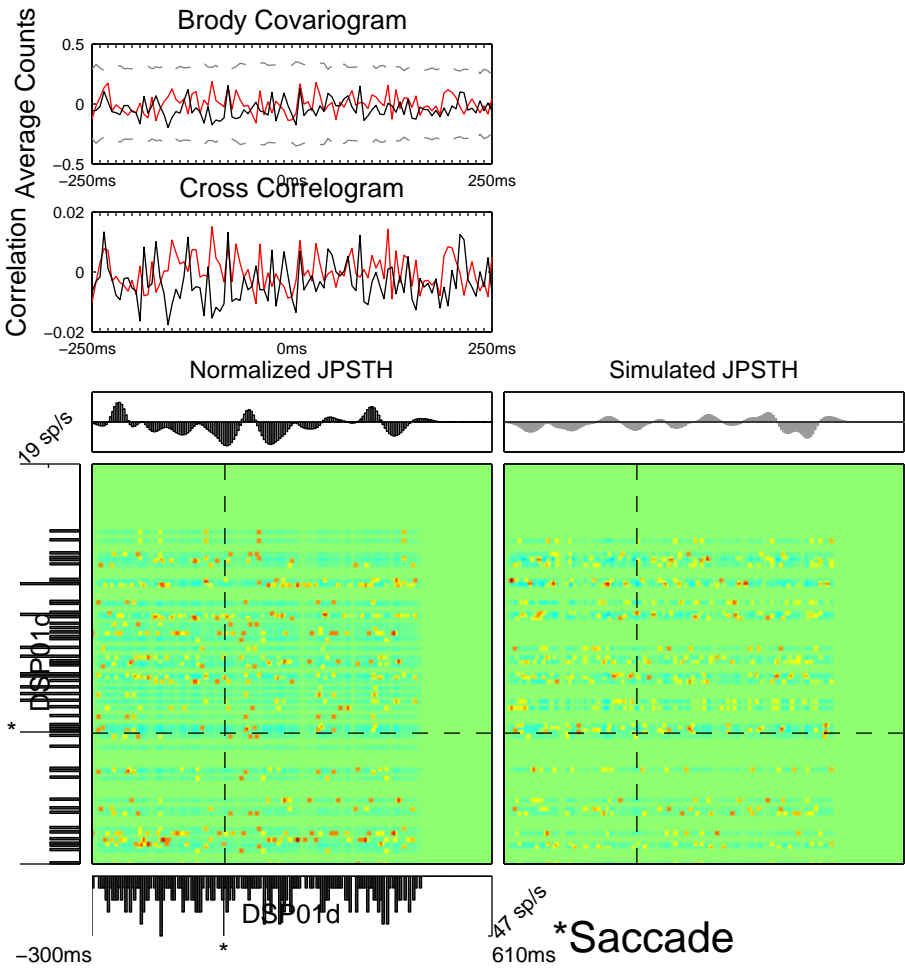 Brody Covariogram
Average Counts
0.5
0
−0.5
−250ms
0ms
250ms
Cross Correlogram
Correlation
0.02
0
−0.02
−250ms
0ms
250ms
Normalized JPSTH
Simulated JPSTH
19 sp/s
DSP01d
*
DSP01d
*
47 sp/s
−300ms
610ms
*Saccade